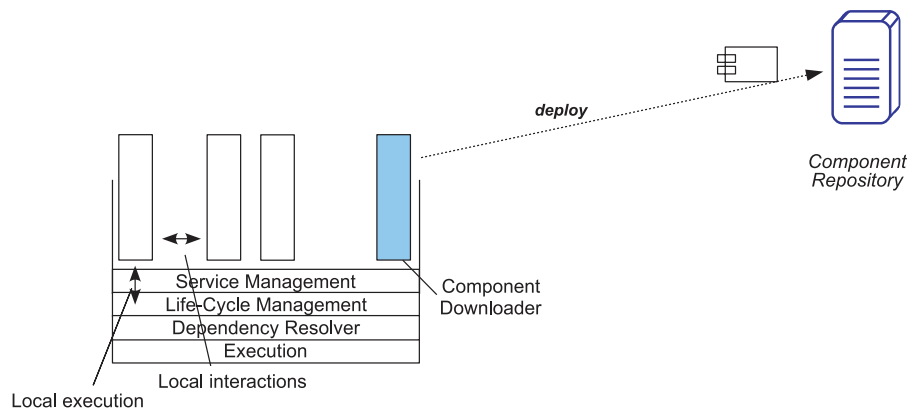 deploy
Component
Repository
Service Management
Life-Cycle Management
Dependency Resolver
Execution
Component
Downloader
Local interactions
Local execution